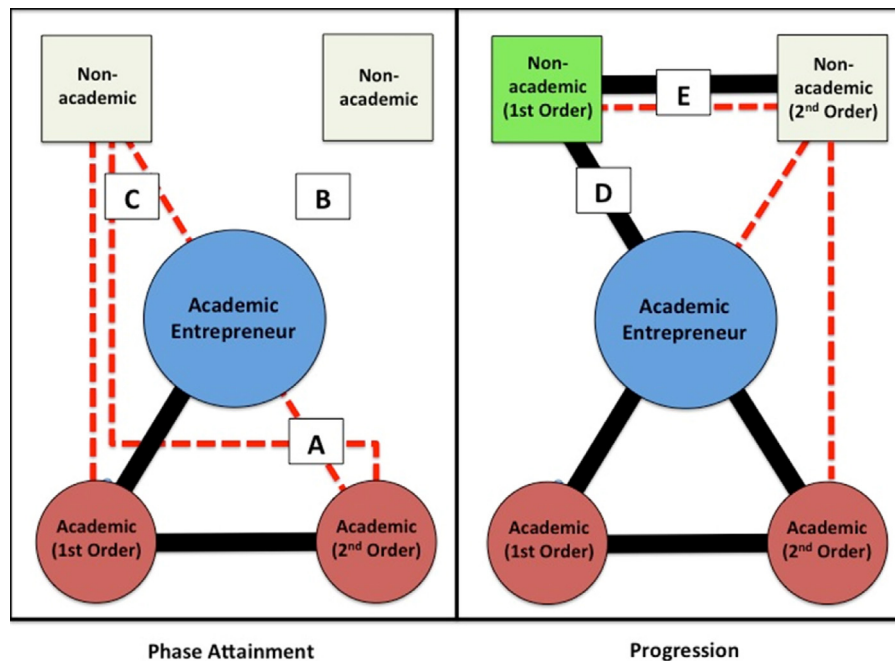 Non-
academic
Non-
academic
C
B
Academic
Entrepreneur
A
Academic
(1st Order)
Academic
(2nd Order)
Phase Attainment
Non-
academic
(1st Order)
E
Non-
academic
(2nd Order)
D
Academic
Entrepreneur
Academic
(1st Order)
Academic
(2nd Order)
Progression